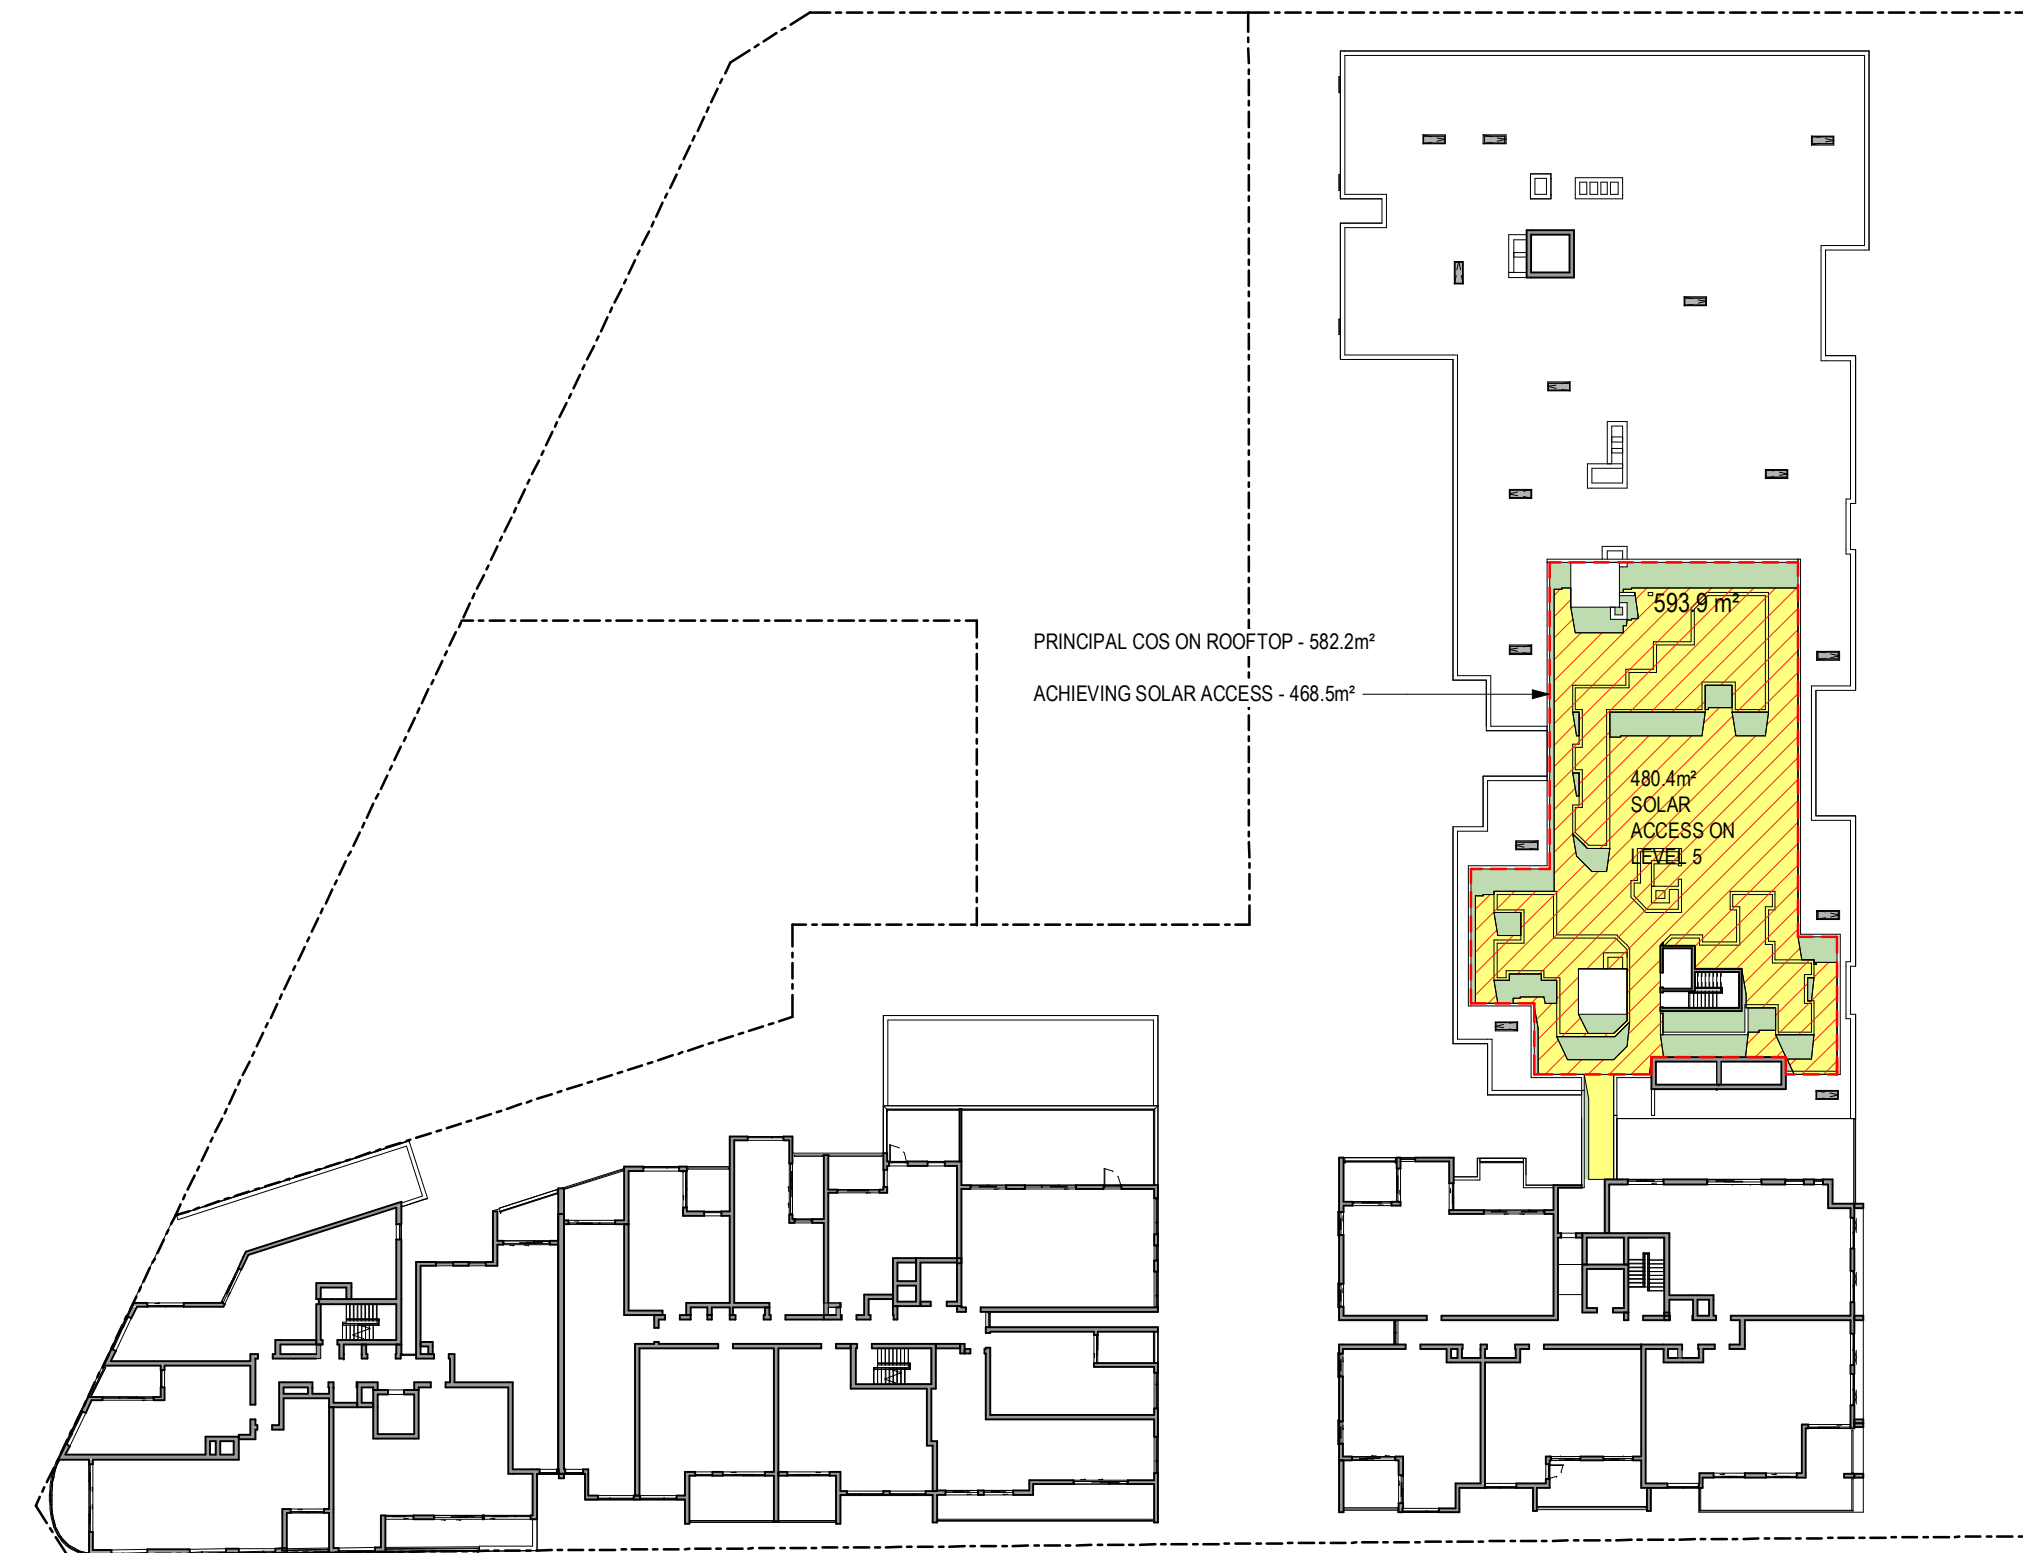 593.9 m²
PRINCIPAL COS ON ROOFTOP - 582.2m²
ACHIEVING SOLAR ACCESS - 468.5m²
480.4m²
SOLAR
ACCESS ON
LEVEL 5